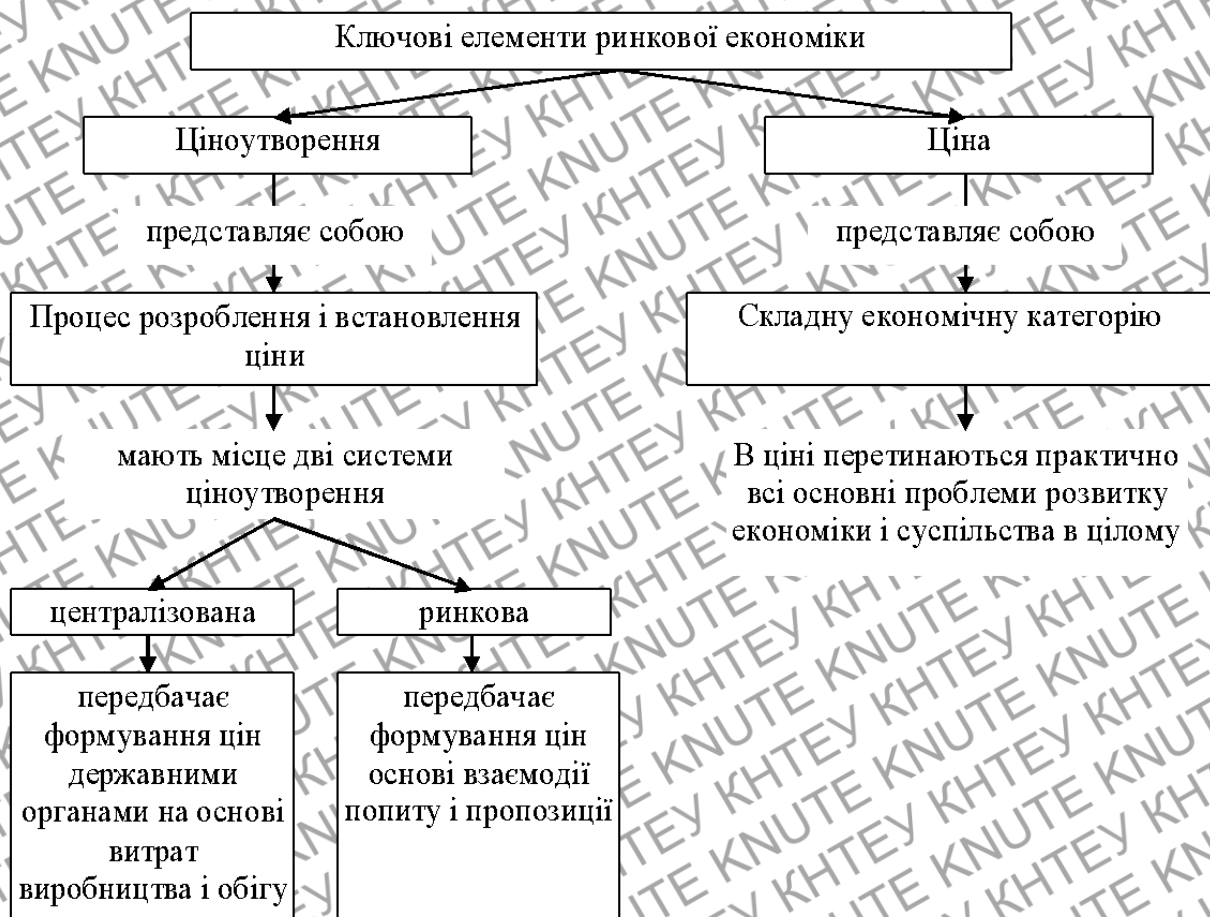 Ключові елементи ринкової економіки
Ціноутворення
Ціна
представляє собою
представляє собою
Процес розроблення і встановлення
ціни
Складну економічну категорію
мають місце дві системи
ціноутворення
В ціні перетинаються практично
всі основні проблеми розвитку
економіки і суспільства в цілому
централізована
ринкова
передбачає
формування цін
державними
органами на основі
витрат
виробництва і обігу
передбачає
формування цін
основі взаємодії
попиту і пропозиції
KNUTE КНТЕУ